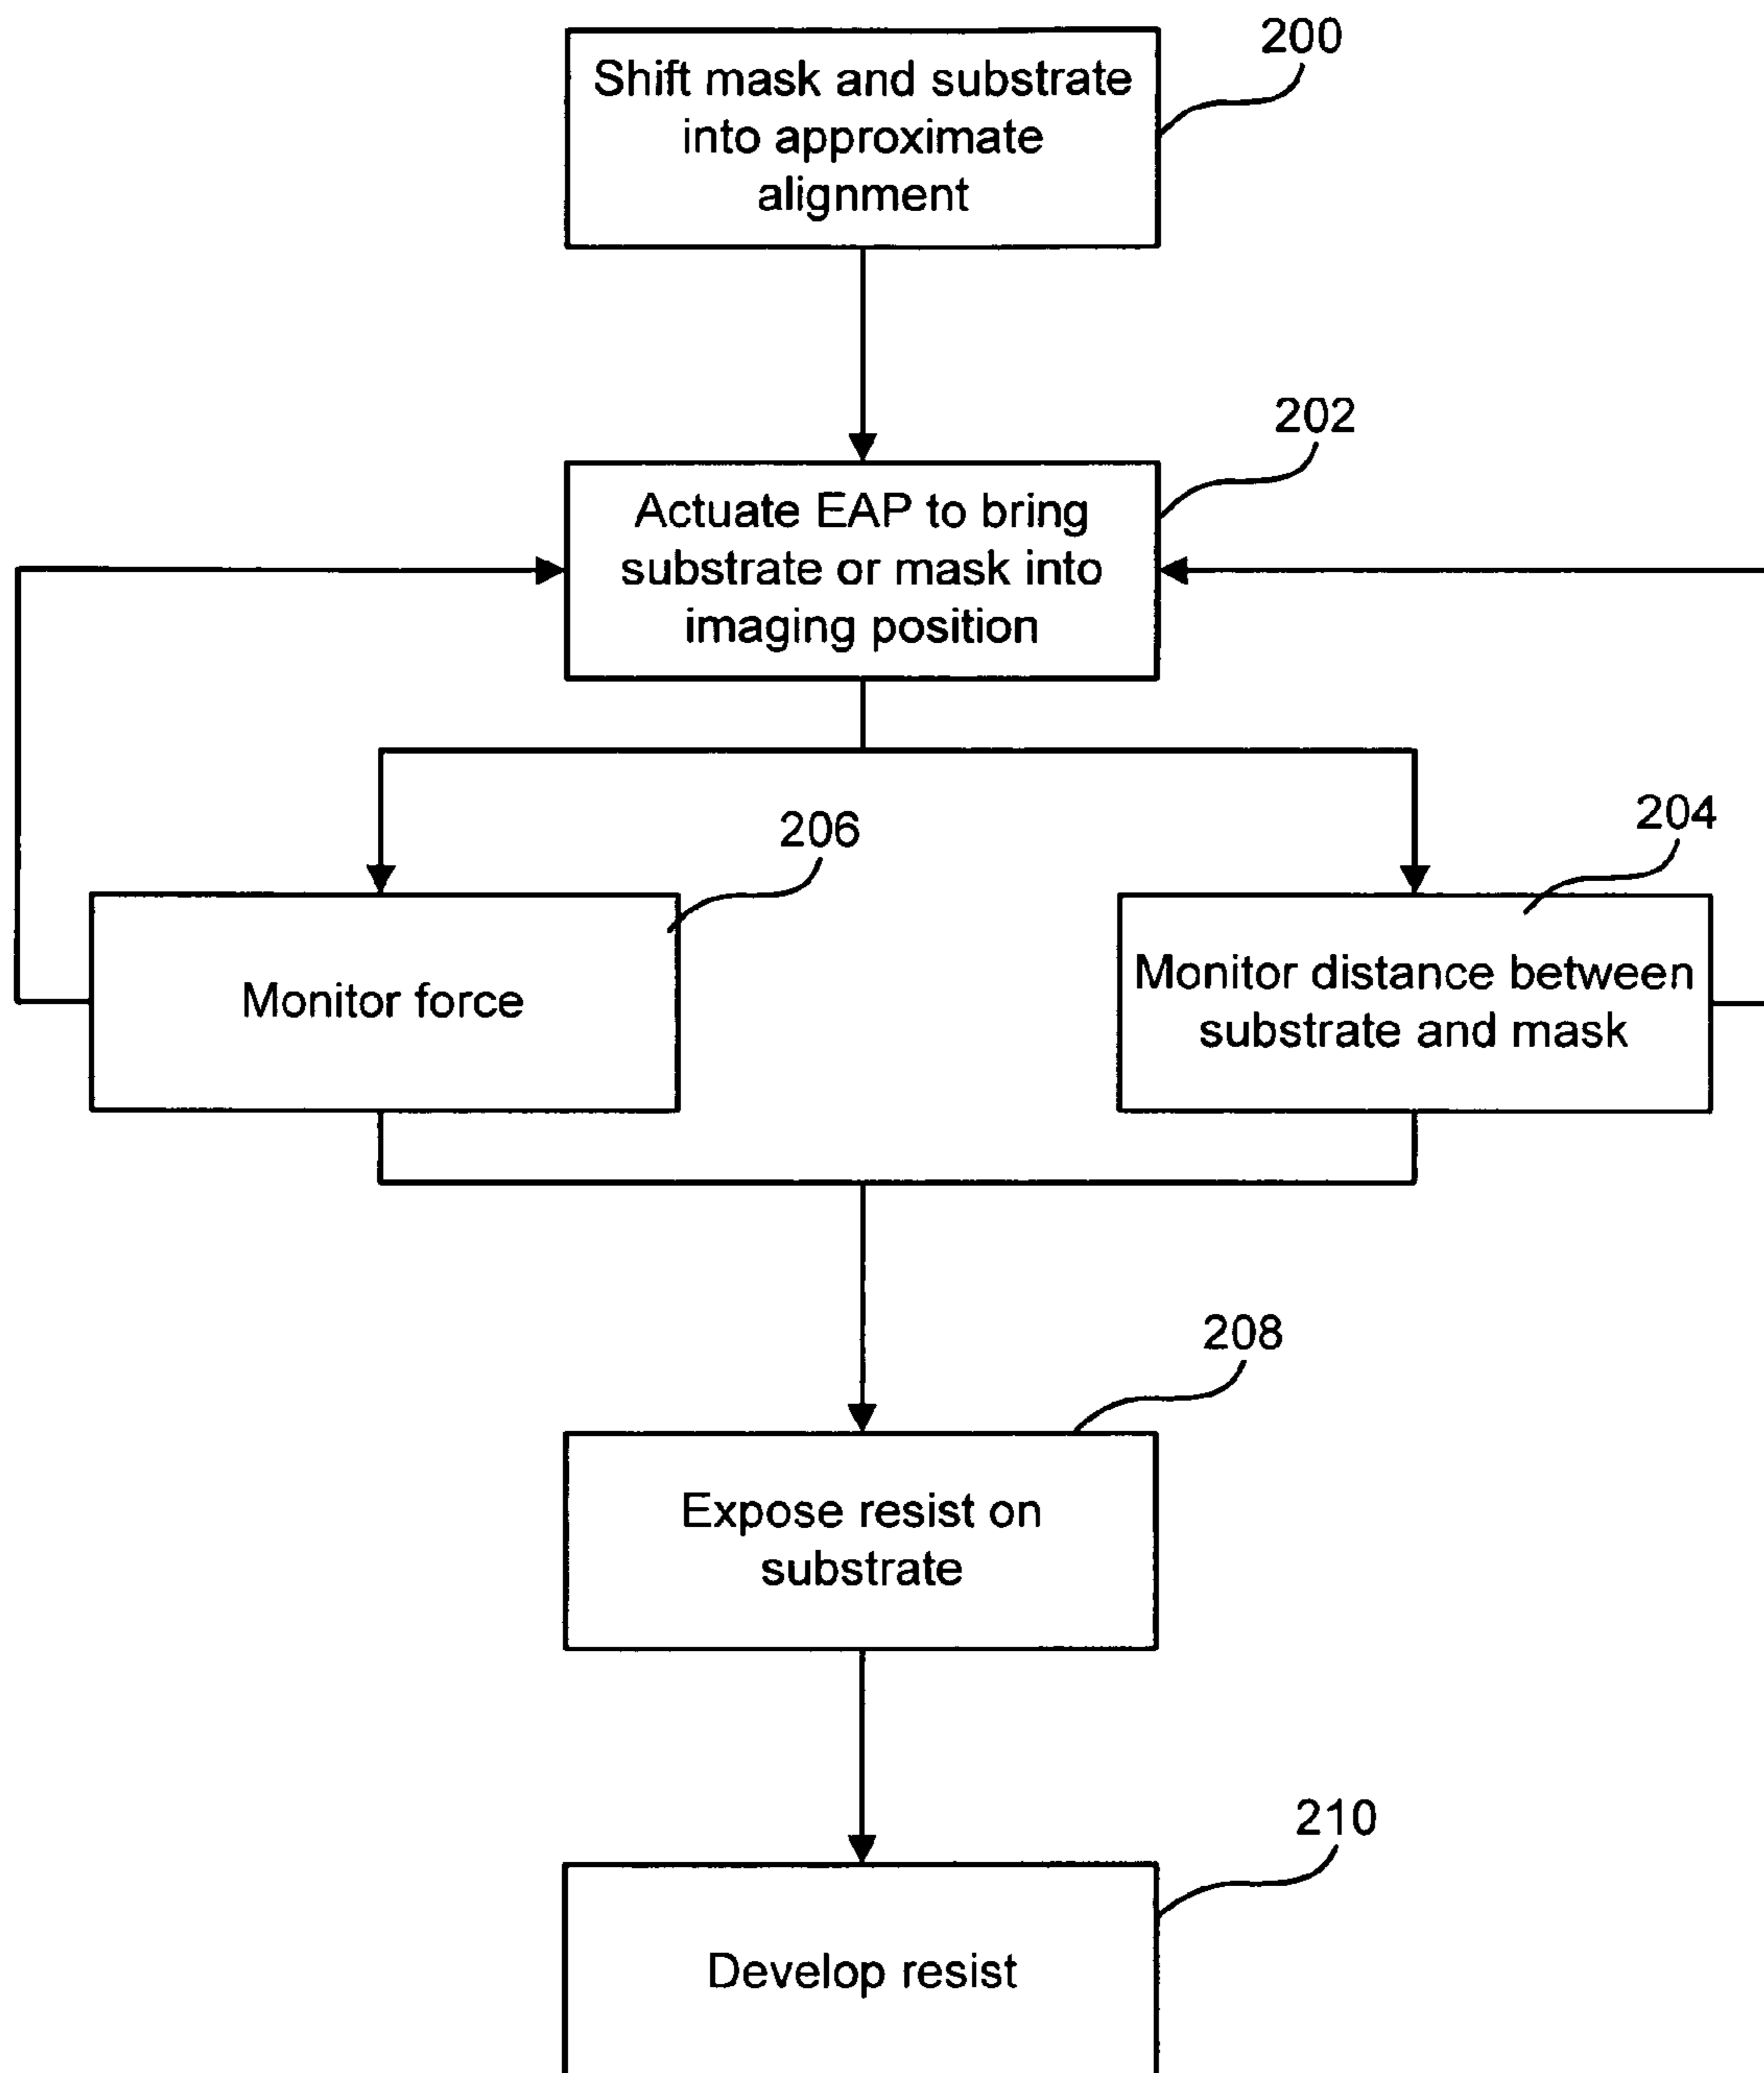 200
Shift mask and substrate
into approximate
alignment
202
Actuate EAP to bring
substrate or mask into
imaging position
206
Monitor force
204
Monitor distance between
substrate and mask
208
Expose resist on
substrate
210
Develop resist